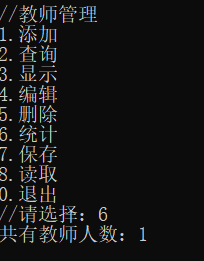 //教师管理
1.添加
2.查询
3.显示
4.编辑
5.删除
6.统计
7.保存
8.读取
0.退出
//请选择：6
共有教师人数：1